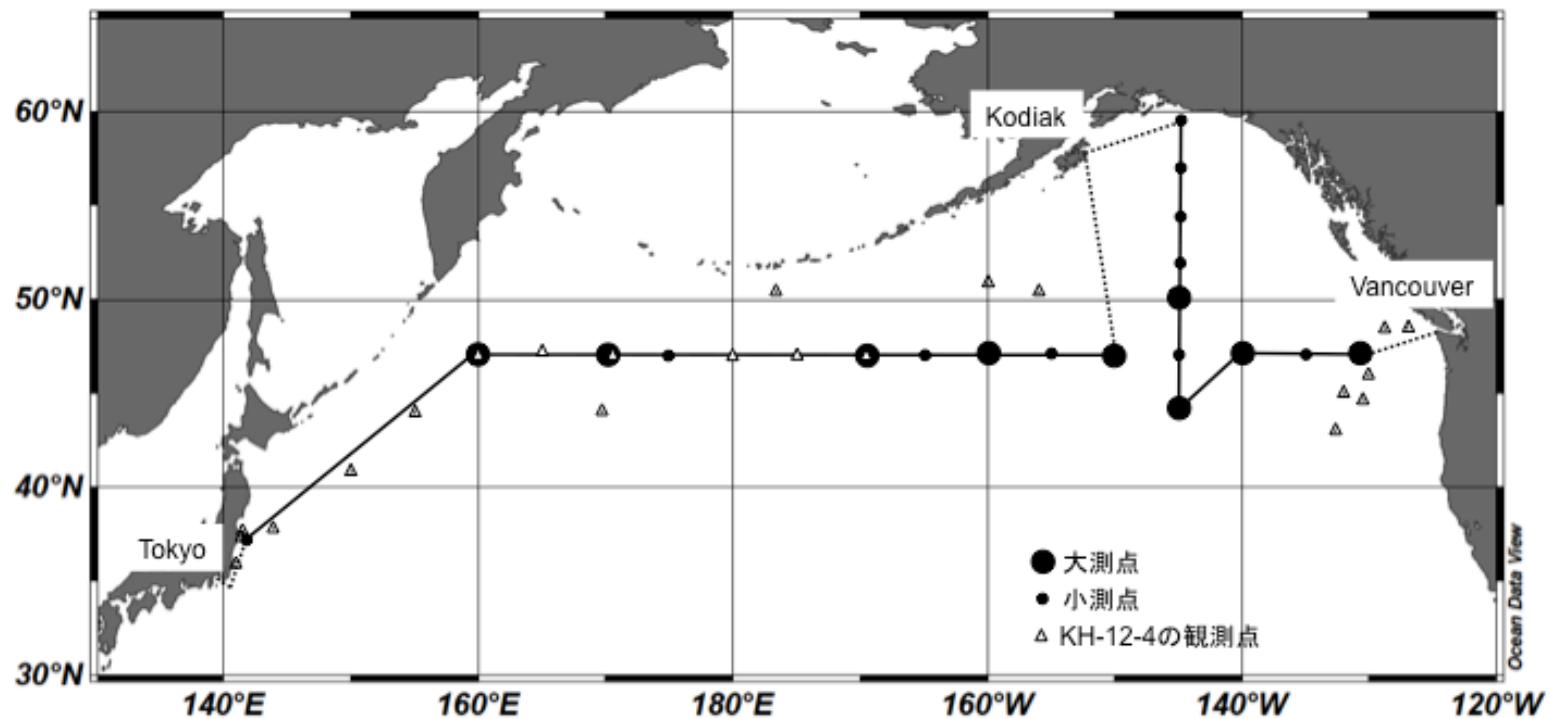 60°N
Kodiak
Vancouver
50°N
40°N
Tokyo
大測点
小測点
KH-12-4の観測点
30°N
140°E
160°E
180°E
160°W
140°W
120°W
Ocean Data View